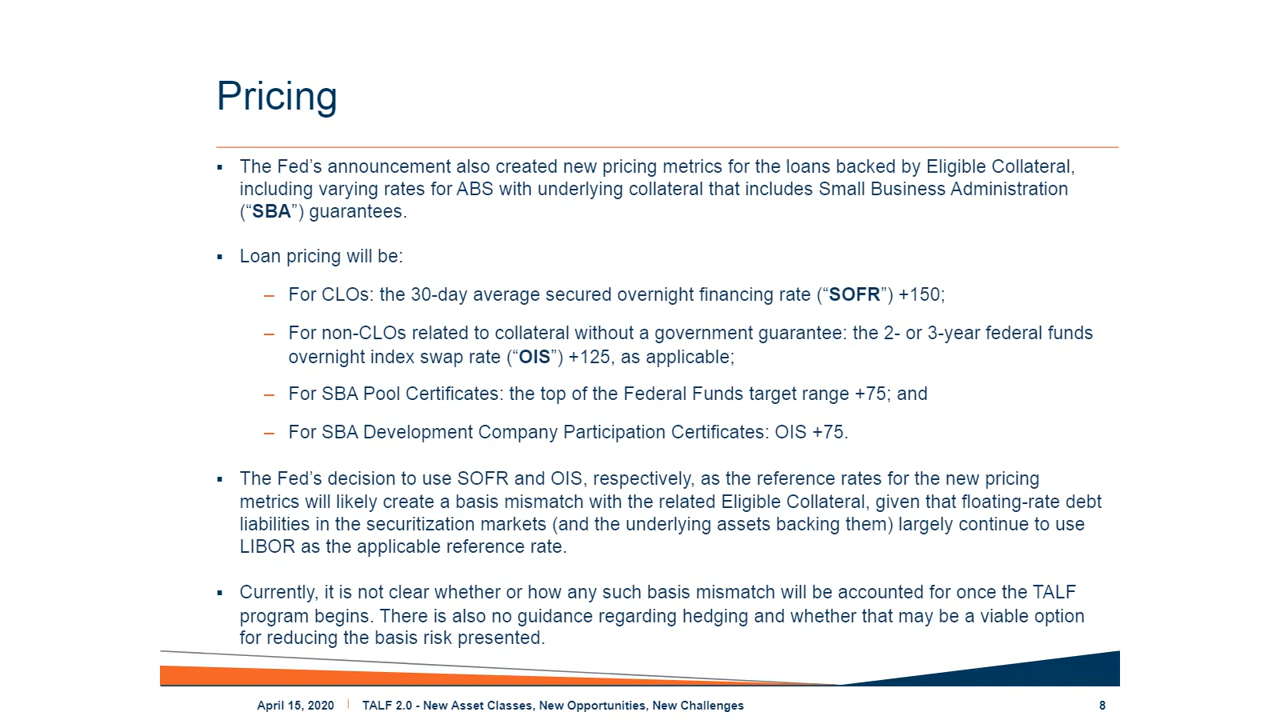 Pricing
▪ The Fed’s announcement also created new pricing metrics for the loans backed by Eligible Collateral,
including varying rates for ABS with underlying collateral that includes Small Business Administration
(“SBA”) guarantees.
▪ Loan pricing will be:
– For CLOs: the 30-day average secured overnight financing rate (“SOFR”) +150;
– For non-CLOs related to collateral without a government guarantee: the 2- or 3-year federal funds
overnight index swap rate (“OIS”) +125, as applicable;
– For SBA Pool Certificates: the top of the Federal Funds target range +75; and
– For SBA Development Company Participation Certificates: OIS +75.
▪ The Fed’s decision to use SOFR and OIS, respectively, as the reference rates for the new pricing
metrics will likely create a basis mismatch with the related Eligible Collateral, given that floating-rate debt
liabilities in the securitization markets (and the underlying assets backing them) largely continue to use
LIBOR as the applicable reference rate.
▪ Currently, it is not clear whether or how any such basis mismatch will be accounted for once the TALF
program begins. There is also no guidance regarding hedging and whether that may be a viable option
for reducing the basis risk presented.
April 15, 2020 | TALF 2.0 - New Asset Classes, New Opportunities, New Challenges 8